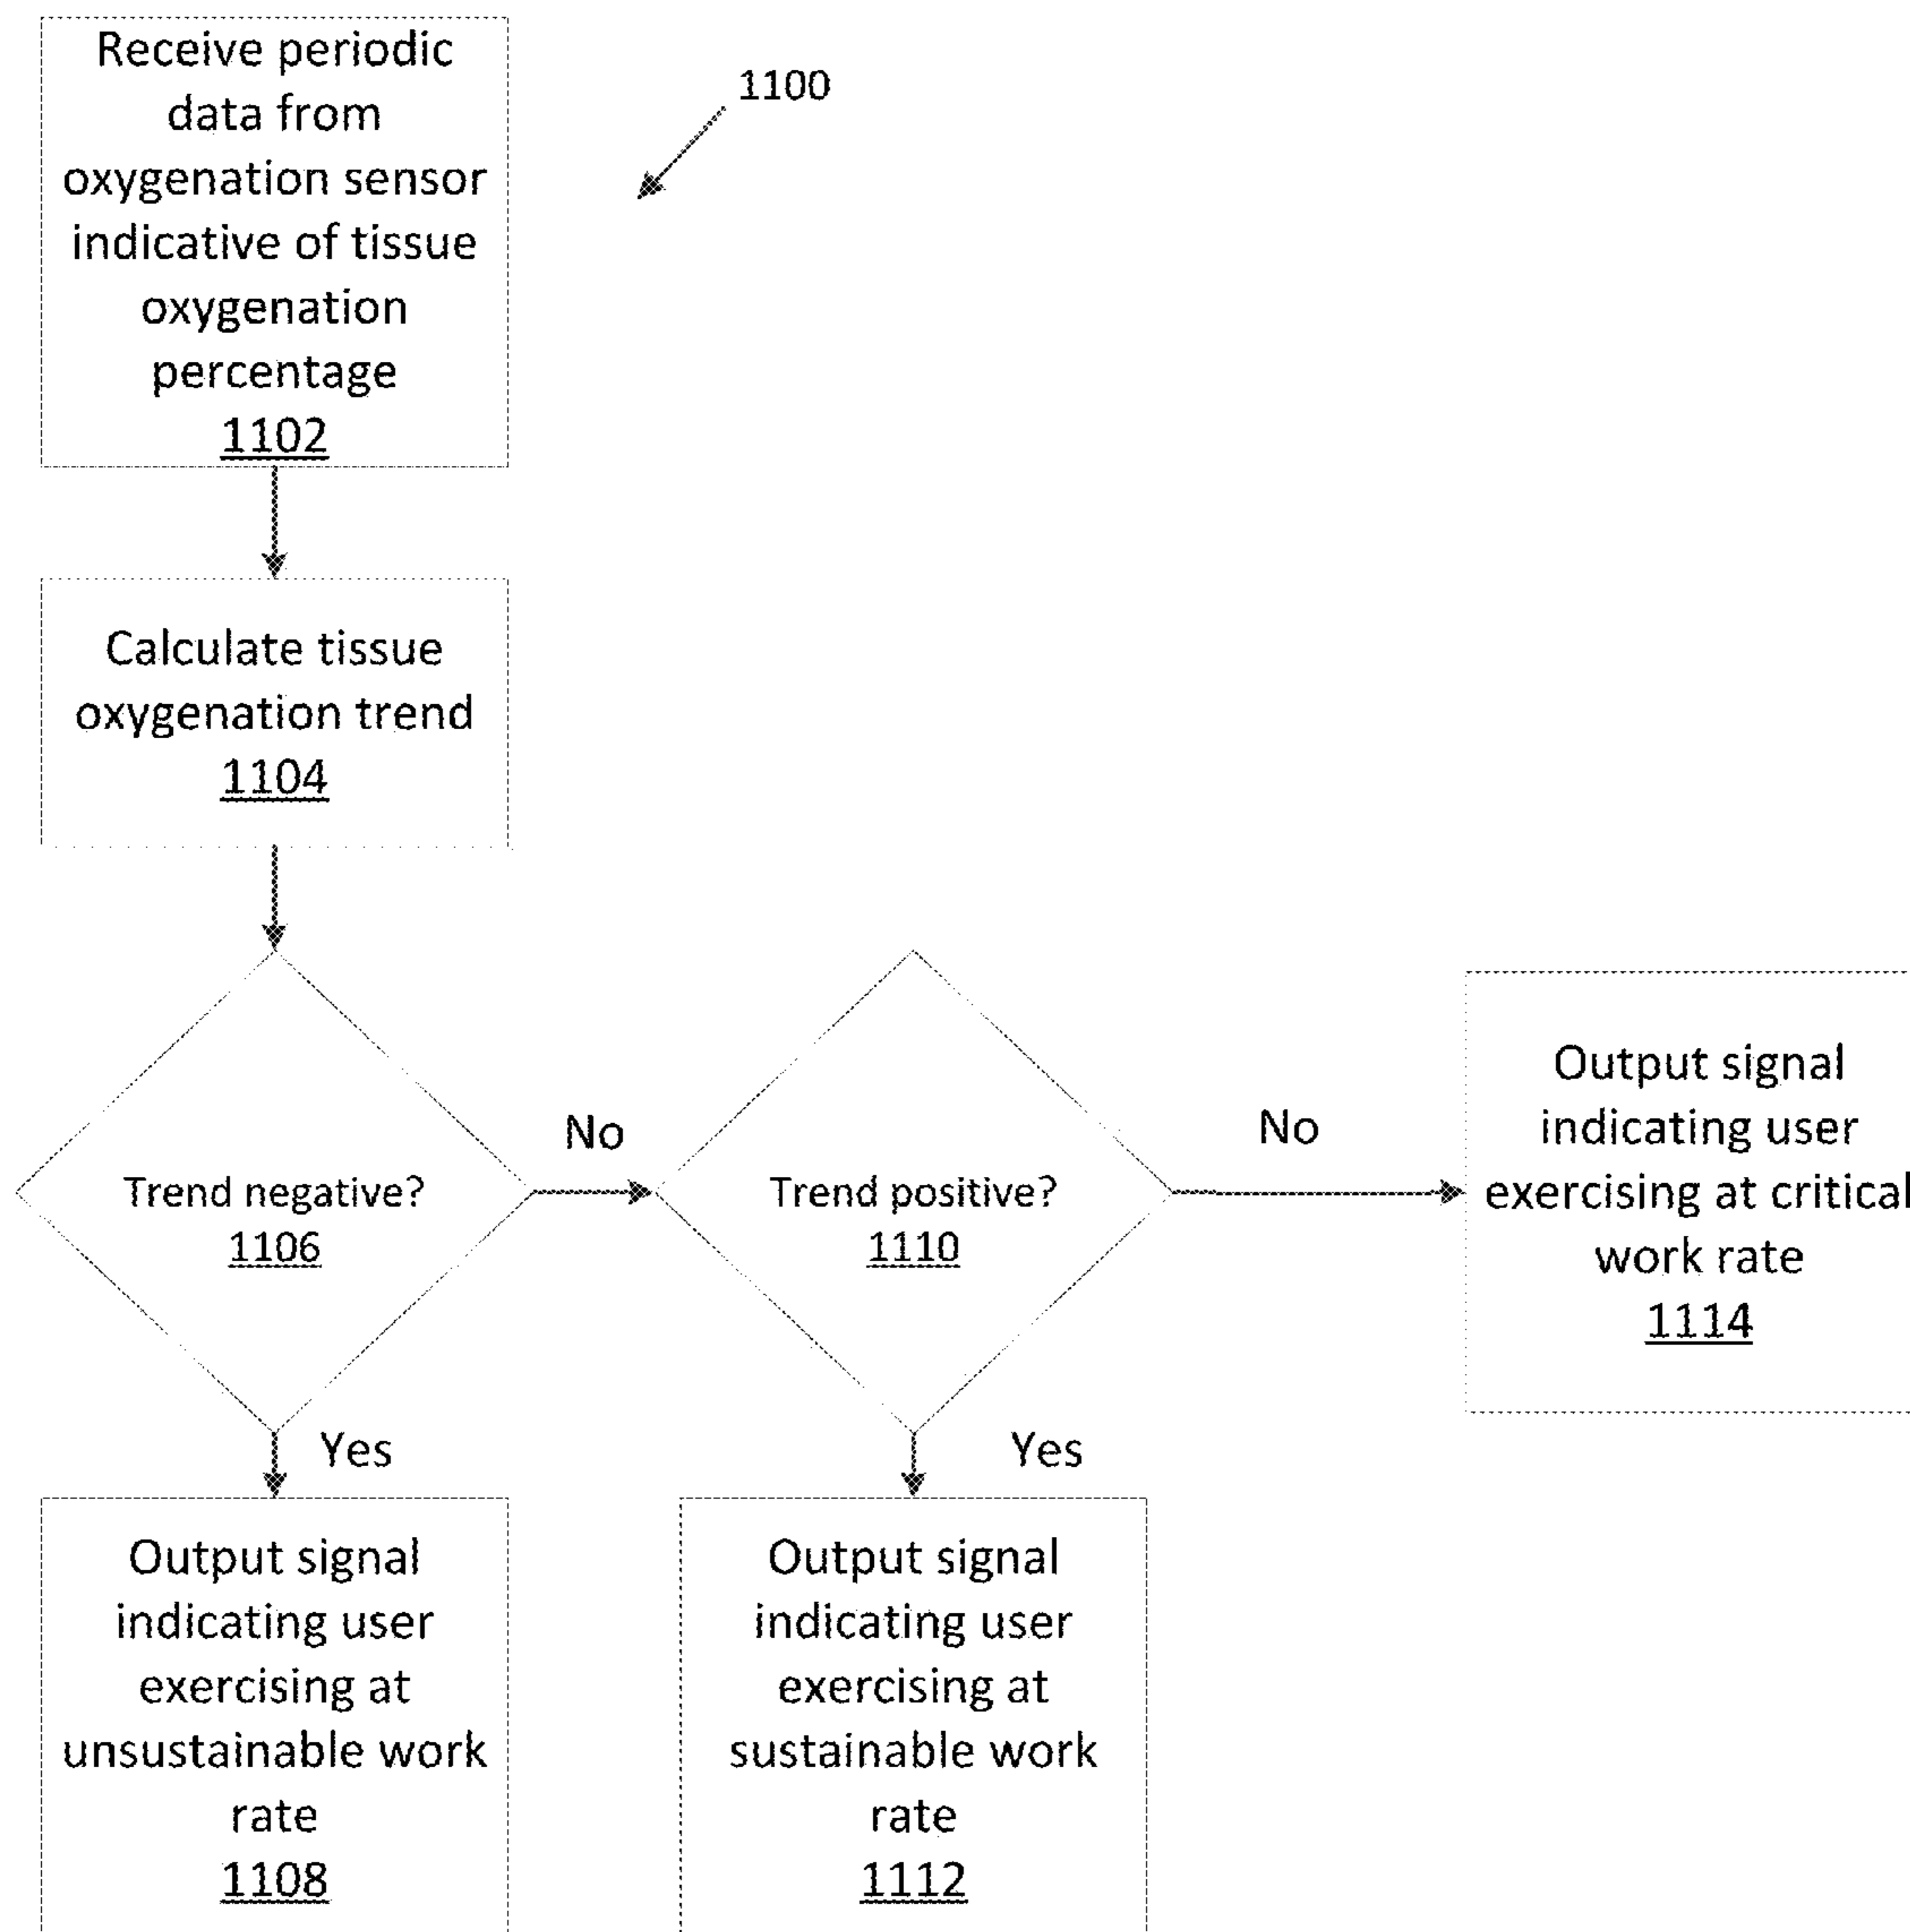 Receive periodic
data from
oxygenation sensor
indicative of tissue
oxygenation
percentage
1102
1100
Calculate tissue
oxygenation trend
1104
Trend negative?
1106
No
Trend positive?
1110
No
Output signal
indicating user
exercising at critical
work rate
1114
Yes
Output signal
indicating user
exercising at
unsustainable work
rate
1108
Yes
Output signal
indicating user
exercising at
sustainable work
rate
1112